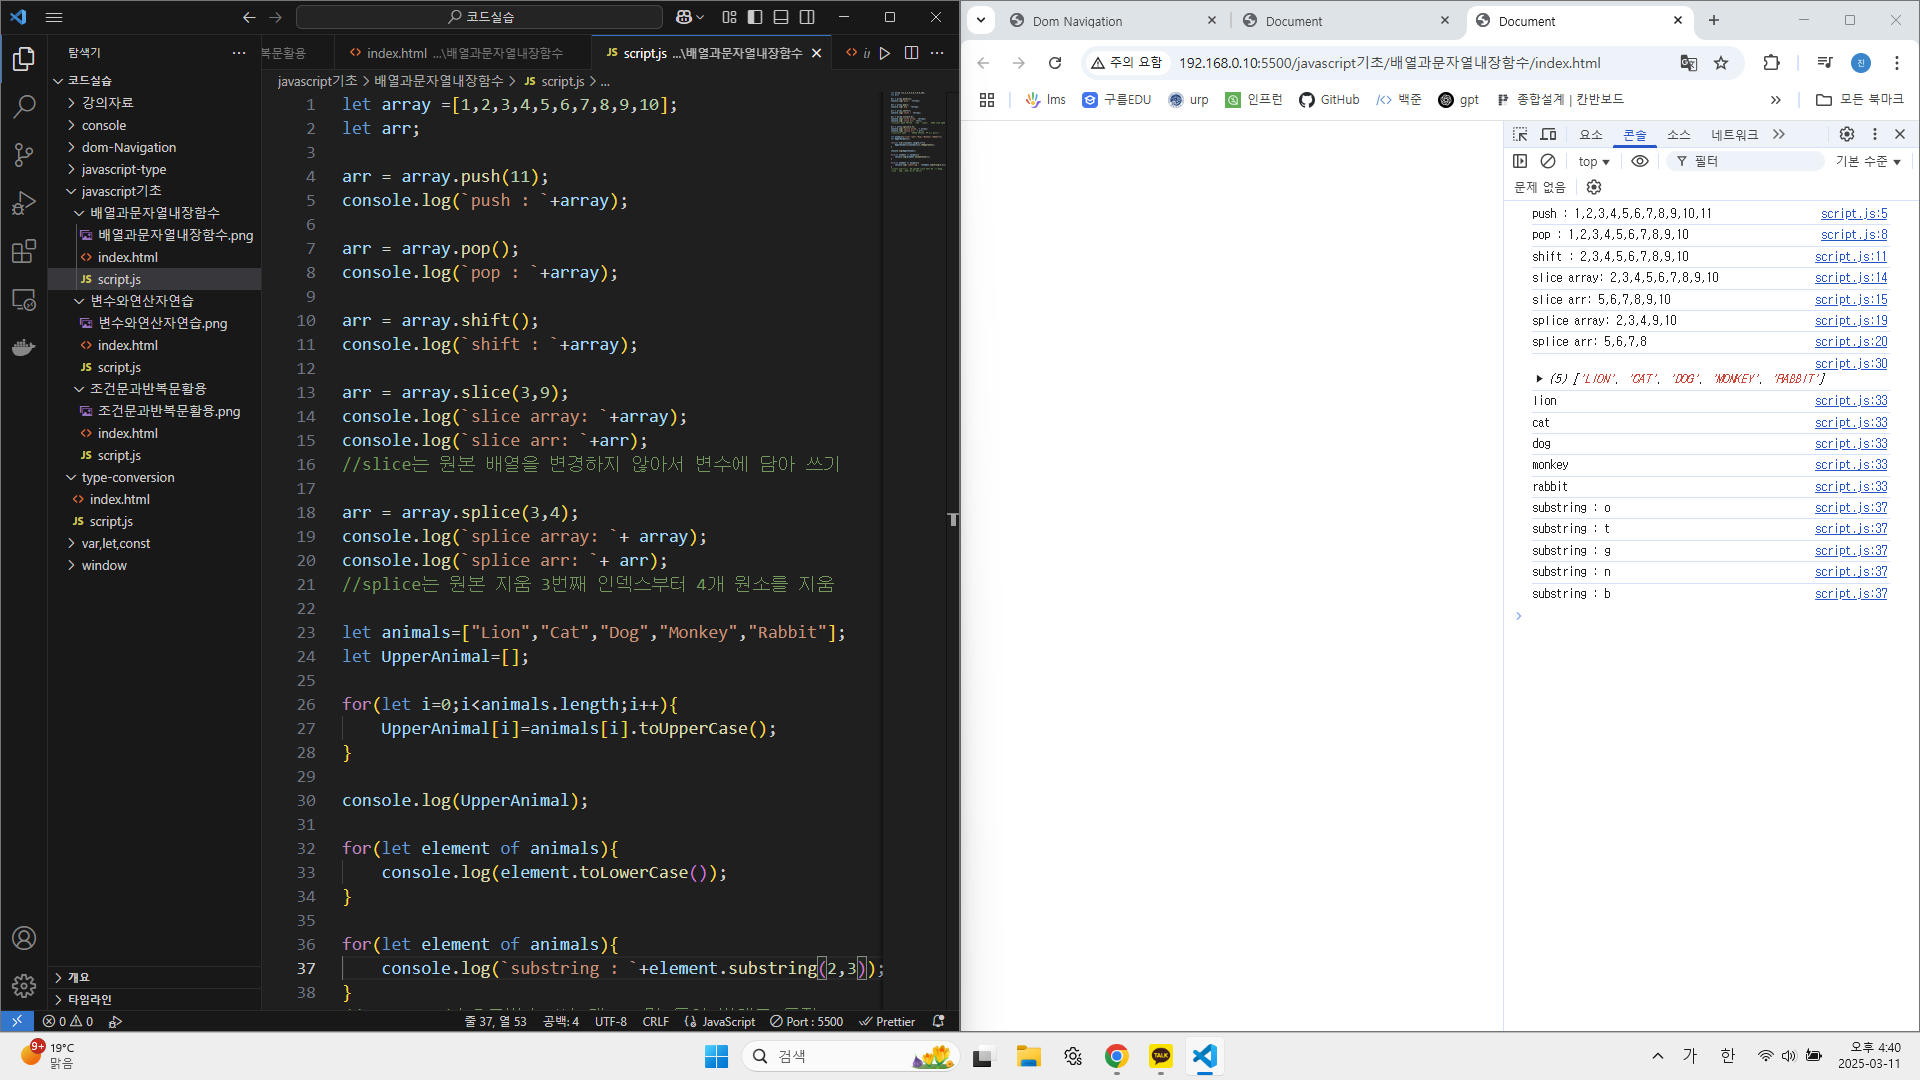 코드실습
탐색기
코드실습
강의자료
console
dom-Navigation
javascript-type
javascript기초
배열과문자열내장함수
배열과문자열내장함수.png
index.html
script.js
변수와연산자연습
변수와연산자연습.png
index.html
script.js
조건문과반복문활용
조건문과반복문활용.png
index.html
script.js
type-conversion
index.html
script.js
var,let,const
window
개요
타임라인
복문활용
index.html ...\배열과문자열내장함수
script.js ...\배열과문자열내장함수
javascript기초 > 배열과문자열내장함수 > JS script.js > ...
1 let array =[1,2,3,4,5,6,7,8,9,10];
2 let arr;
3
4 arr = array.push(11);
5 console.log(`push : `+array);
6
7 arr = array.pop();
8 console.log(`pop : `+array);
9
10 arr = array.shift();
11 console.log(`shift : `+array);
12
13 arr = array.slice(3,9);
14 console.log(`slice array: `+array);
15 console.log(`slice arr: `+arr);
16 //slice는 원본 배열을 변경하지 않아서 변수에 담아 쓰기
17
18 arr = array.splice(3,4);
19 console.log(`splice array: `+ array);
20 console.log(`splice arr: `+ arr);
21 //splice는 원본 지움 3번째 인덱스부터 4개 원소를 지움
22
23 let animals=["Lion","Cat","Dog","Monkey","Rabbit"];
24 let UpperAnimal=[];
25
26 for(let i=0;i<animals.length;i++){
27 UpperAnimal[i]=animals[i].toUpperCase();
28 }
29
30 console.log(UpperAnimal);
31
32 for(let element of animals){
33 console.log(element.toLowerCase());
34 }
35
36 for(let element of animals){
37 console.log(`substring : `+element.substring(2,3));
38 }
0 0
줄 37, 열 53
공백: 4
UTF-8
CRLF
JavaScript
Port : 5500
Prettier
Dom Navigation
Document
Document
주의 요함
192.168.0.10:5500/javascript기초/배열과문자열내장함수/index.html
진
lms
구름EDU
urp
인프런
GitHub
백준
gpt
종합설계 | 칸반보드
모든 북마크
요소 콘솔 소스 네트워크
top
필터
기본 수준
문제 없음
push : 1,2,3,4,5,6,7,8,9,10,11 script.js:5
pop : 1,2,3,4,5,6,7,8,9,10 script.js:8
shift : 2,3,4,5,6,7,8,9,10 script.js:11
slice array: 2,3,4,5,6,7,8,9,10 script.js:14
slice arr: 5,6,7,8,9,10 script.js:15
splice array: 2,3,4,9,10 script.js:19
splice arr: 5,6,7,8 script.js:20
script.js:30
(5) ['LION', 'CAT', 'DOG', 'MONKEY', 'RABBIT']
lion script.js:33
cat script.js:33
dog script.js:33
monkey script.js:33
rabbit script.js:33
substring : o script.js:37
substring : t script.js:37
substring : g script.js:37
substring : n script.js:37
substring : b script.js:37
9+
19°C
맑음
검색
TALK
가
한
오후 4:40
2025-03-11